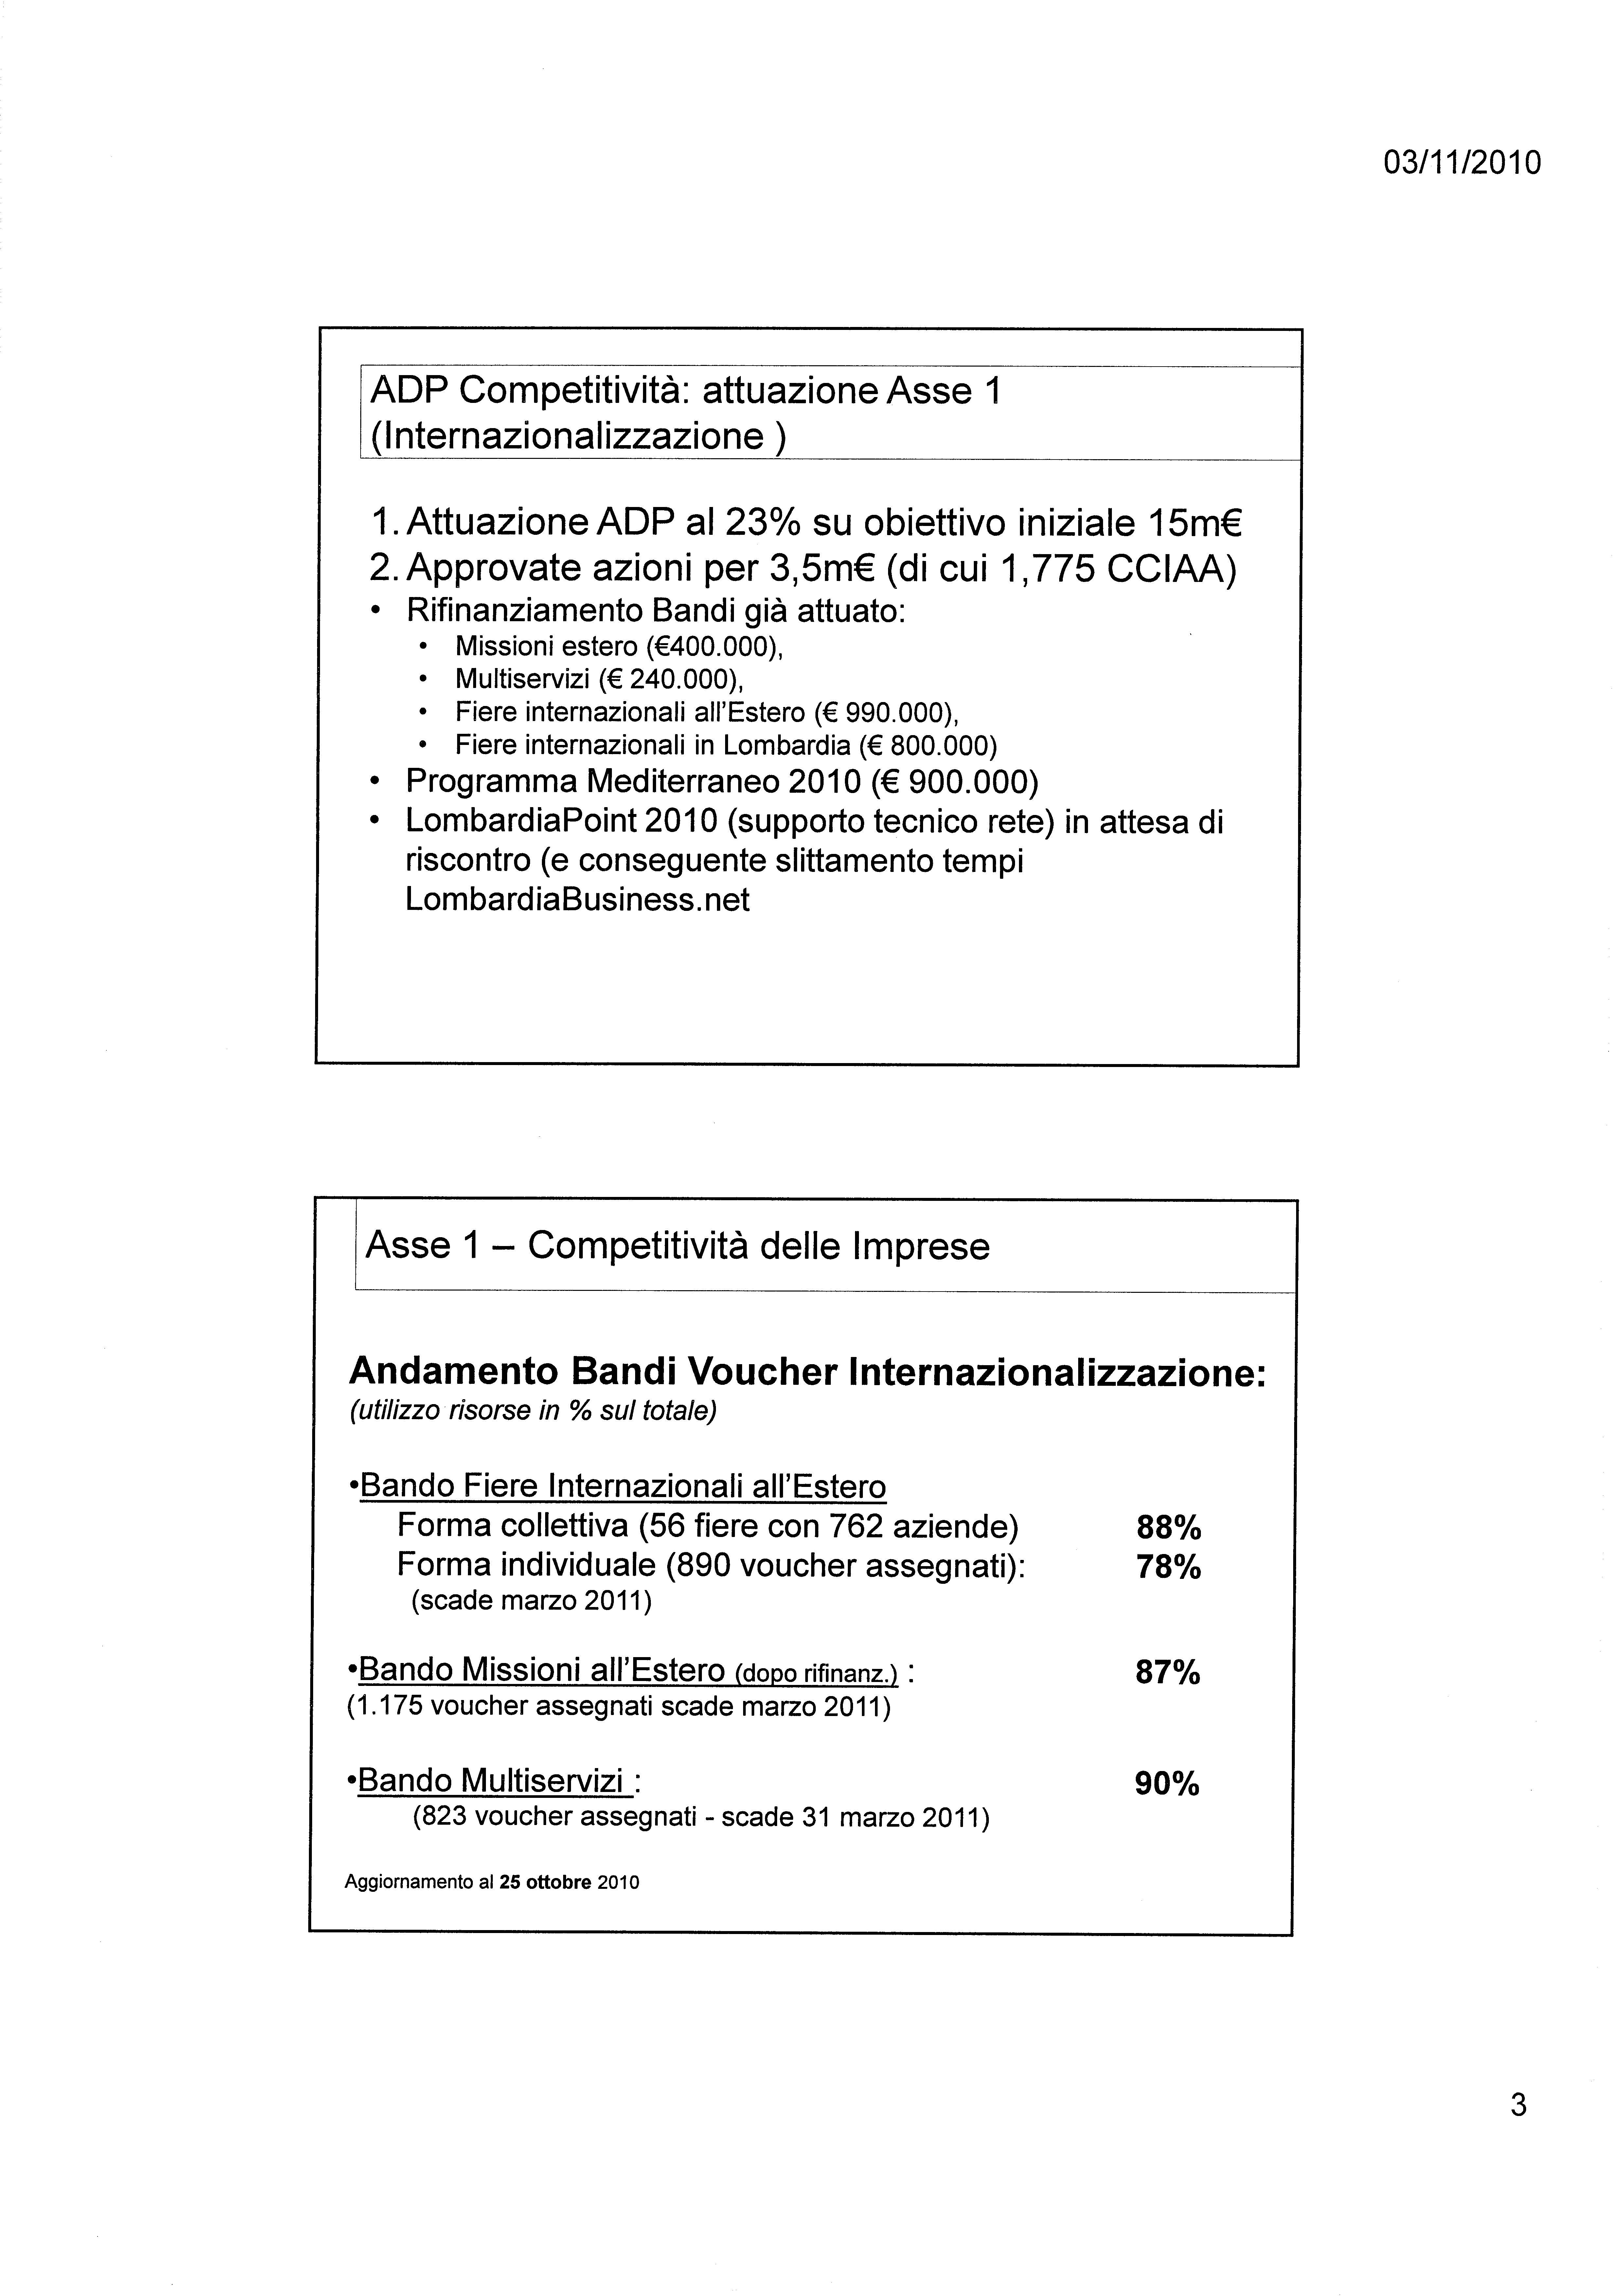 03/11/2010
ADP Competitività: attuazione Asse 1
(Internazionalizzazione )
1. Attuazione ADP al 23% su obiettivo iniziale 15m€
2. Approvate azioni per 3,5m€ (di cui 1,775 CCIAA)
• Rifinanziamento Bandi già attuato:
• Missioni estero (€400.000),
• Multiservizi (€ 240.000),
• Fiere internazionali all'Estero (€ 990.000),
• Fiere internazionali in Lombardia (€ 800.000)
• Programma Mediterraneo 2010 (€ 900.000)
• LombardiaPoint 2010 (supporto tecnico rete) in attesa di
riscontro (e conseguente slittamento tempi
LombardiaBusiness.net
Asse 1 – Competitività delle Imprese
Andamento Bandi Voucher Internazionalizzazione:
(utilizzo risorse in % sul totale)
•Bando Fiere Internazionali all'Estero
Forma collettiva (56 fiere con 762 aziende) 88%
Forma individuale (890 voucher assegnati): 78%
(scade marzo 2011)
•Bando Missioni all'Estero (dopo rifinanz.) : 87%
(1.175 voucher assegnati scade marzo 2011)
•Bando Multiservizi : 90%
(823 voucher assegnati - scade 31 marzo 2011)
Aggiornamento al 25 ottobre 2010
3